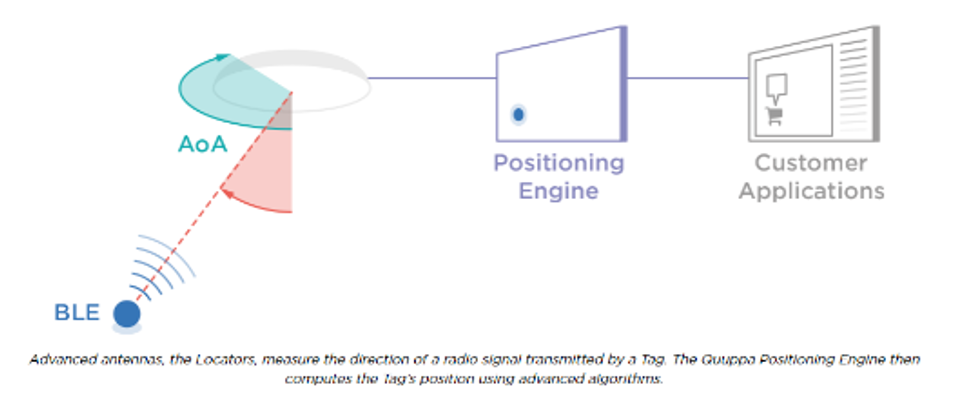 AoA
Positioning
Engine
Customer
Applications
BLE
Advanced antennas, the Locators, measure the direction of a radio signal transmitted by a Tag. The Quuppa Positioning Engine then
computes the Tag's position using advanced algorithms.